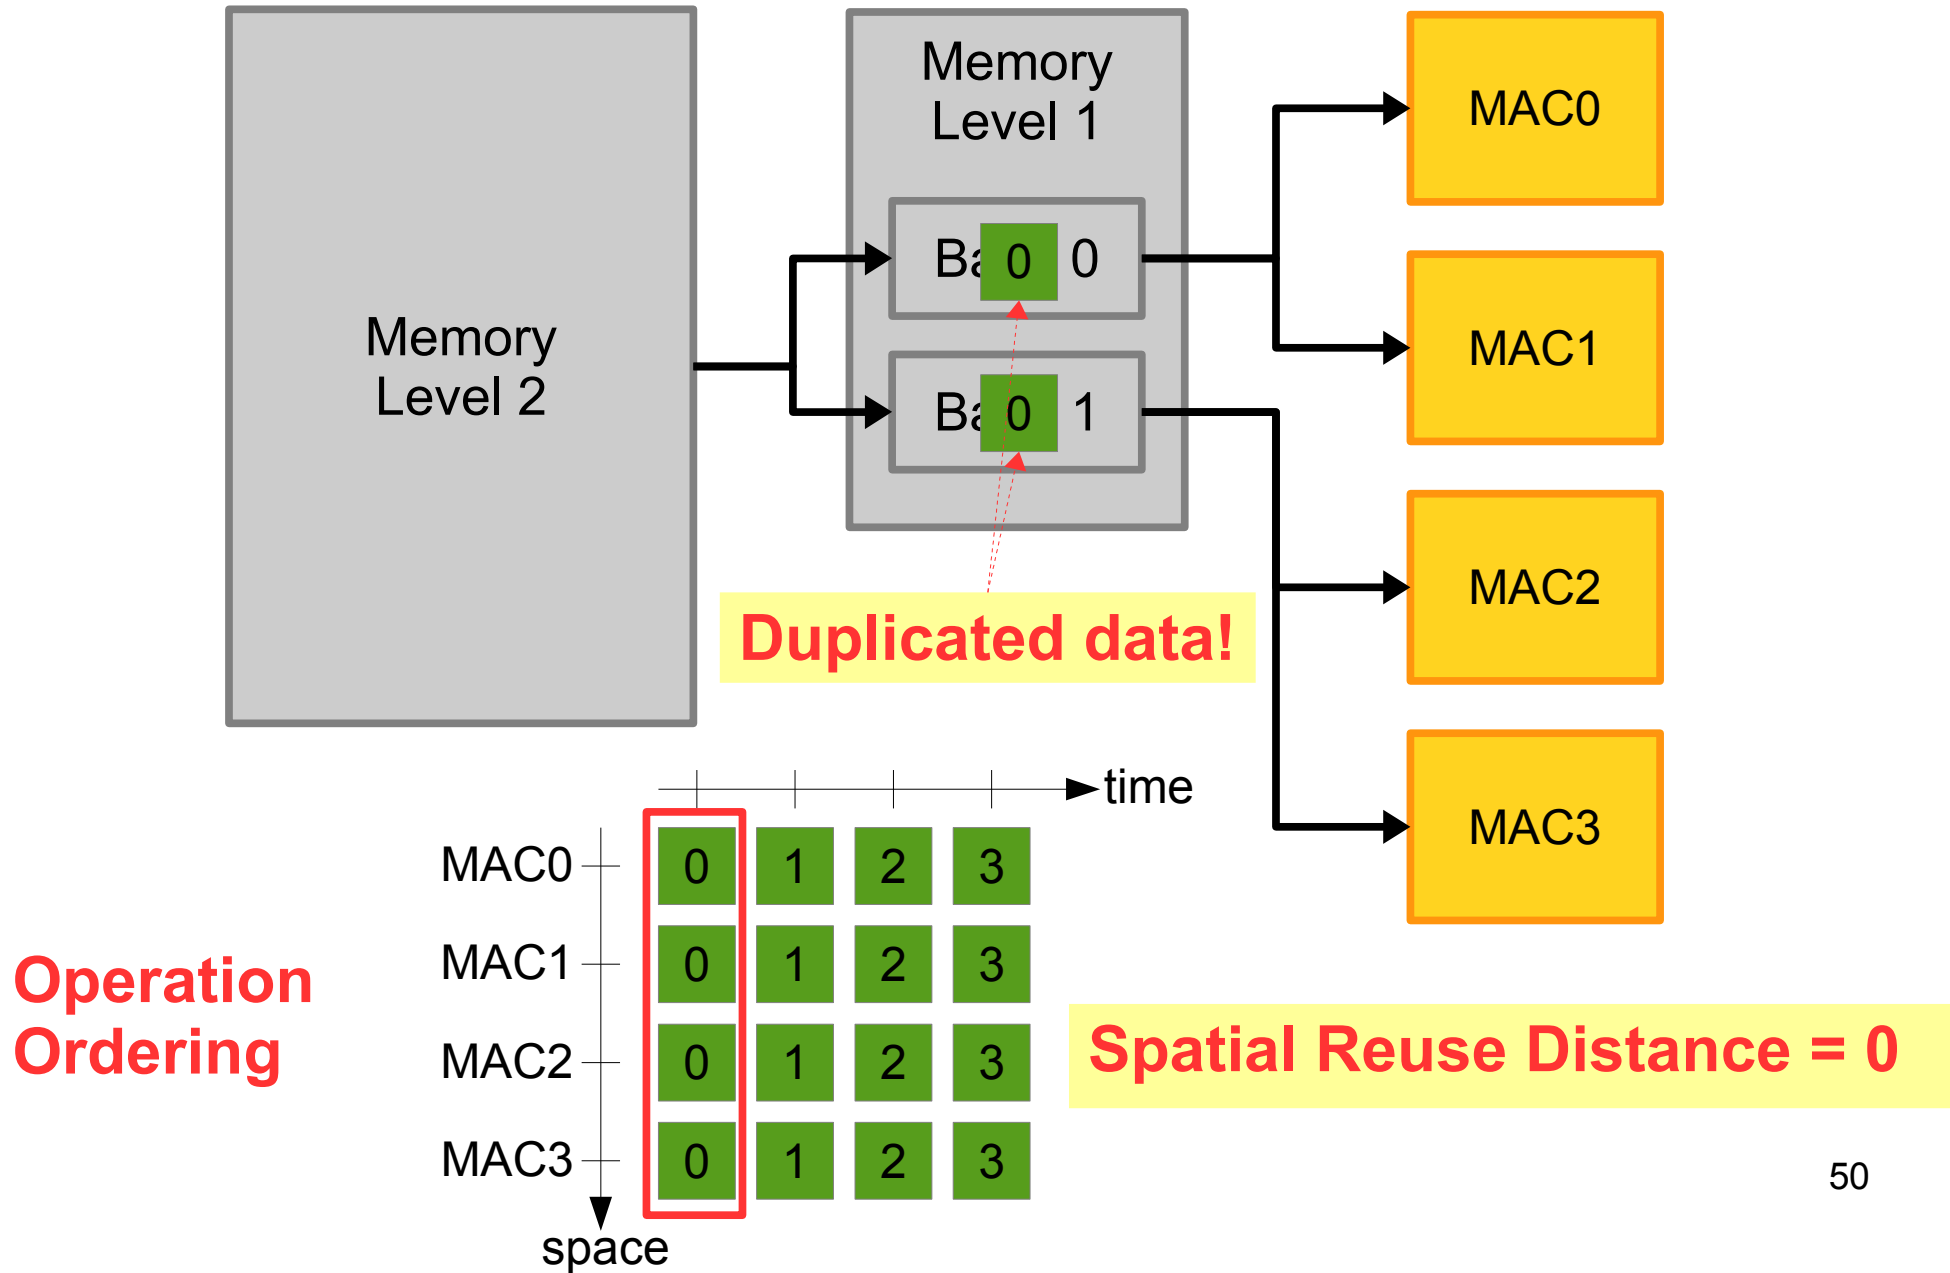 Memory
Level 2
Memory
Level 1
0 0
0 1
MAC0
MAC1
MAC2
MAC3
Duplicated data!
time
MAC0 0 1 2 3
MAC1 0 1 2 3
MAC2 0 1 2 3
MAC3 0 1 2 3
space
Operation
Ordering
Spatial Reuse Distance = 0
50